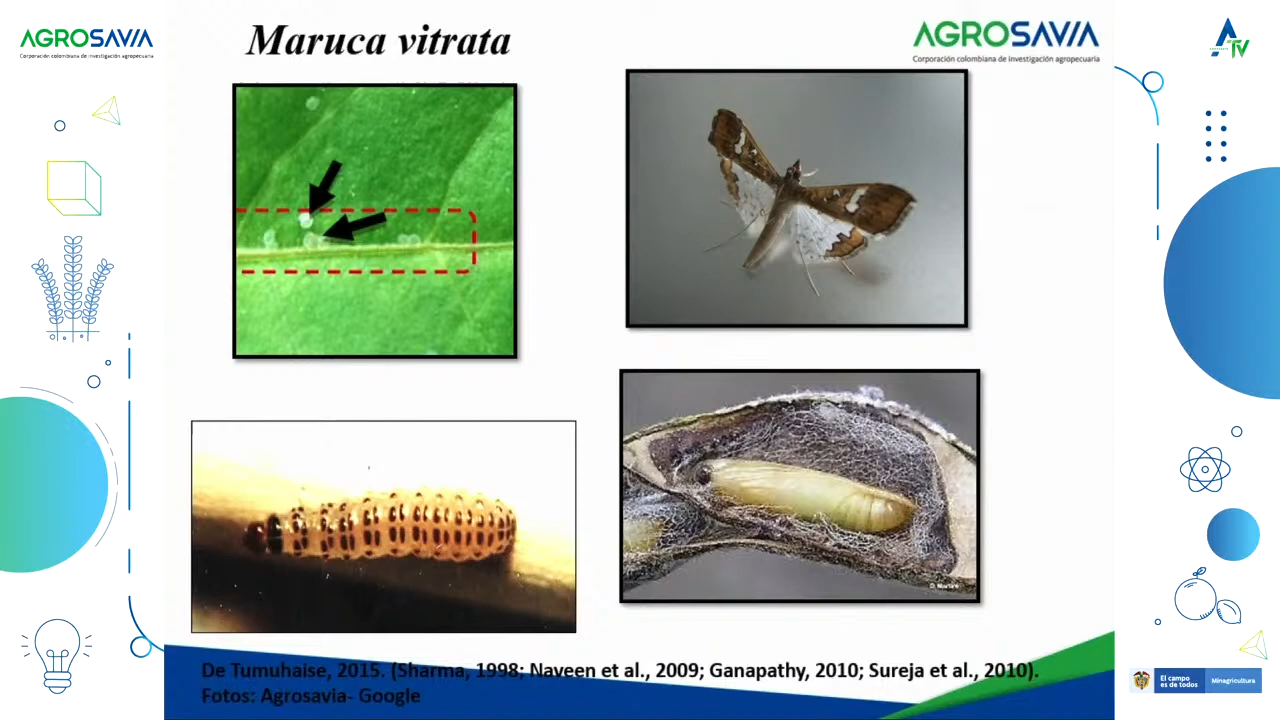 AGROSAVIA
Corporación colombiana de investigación agropecuaria
Maruca vitrata
AGROSAVIA
Corporación colombiana de investigación agropecuaria
ATV
De Tumuhaise, 2015. (Sharma, 1998; Naveen et al., 2009; Ganapathy, 2010; Sureja et al., 2010).
Fotos: Agrosavia- Google
El campo
es de todos
Minagricultura